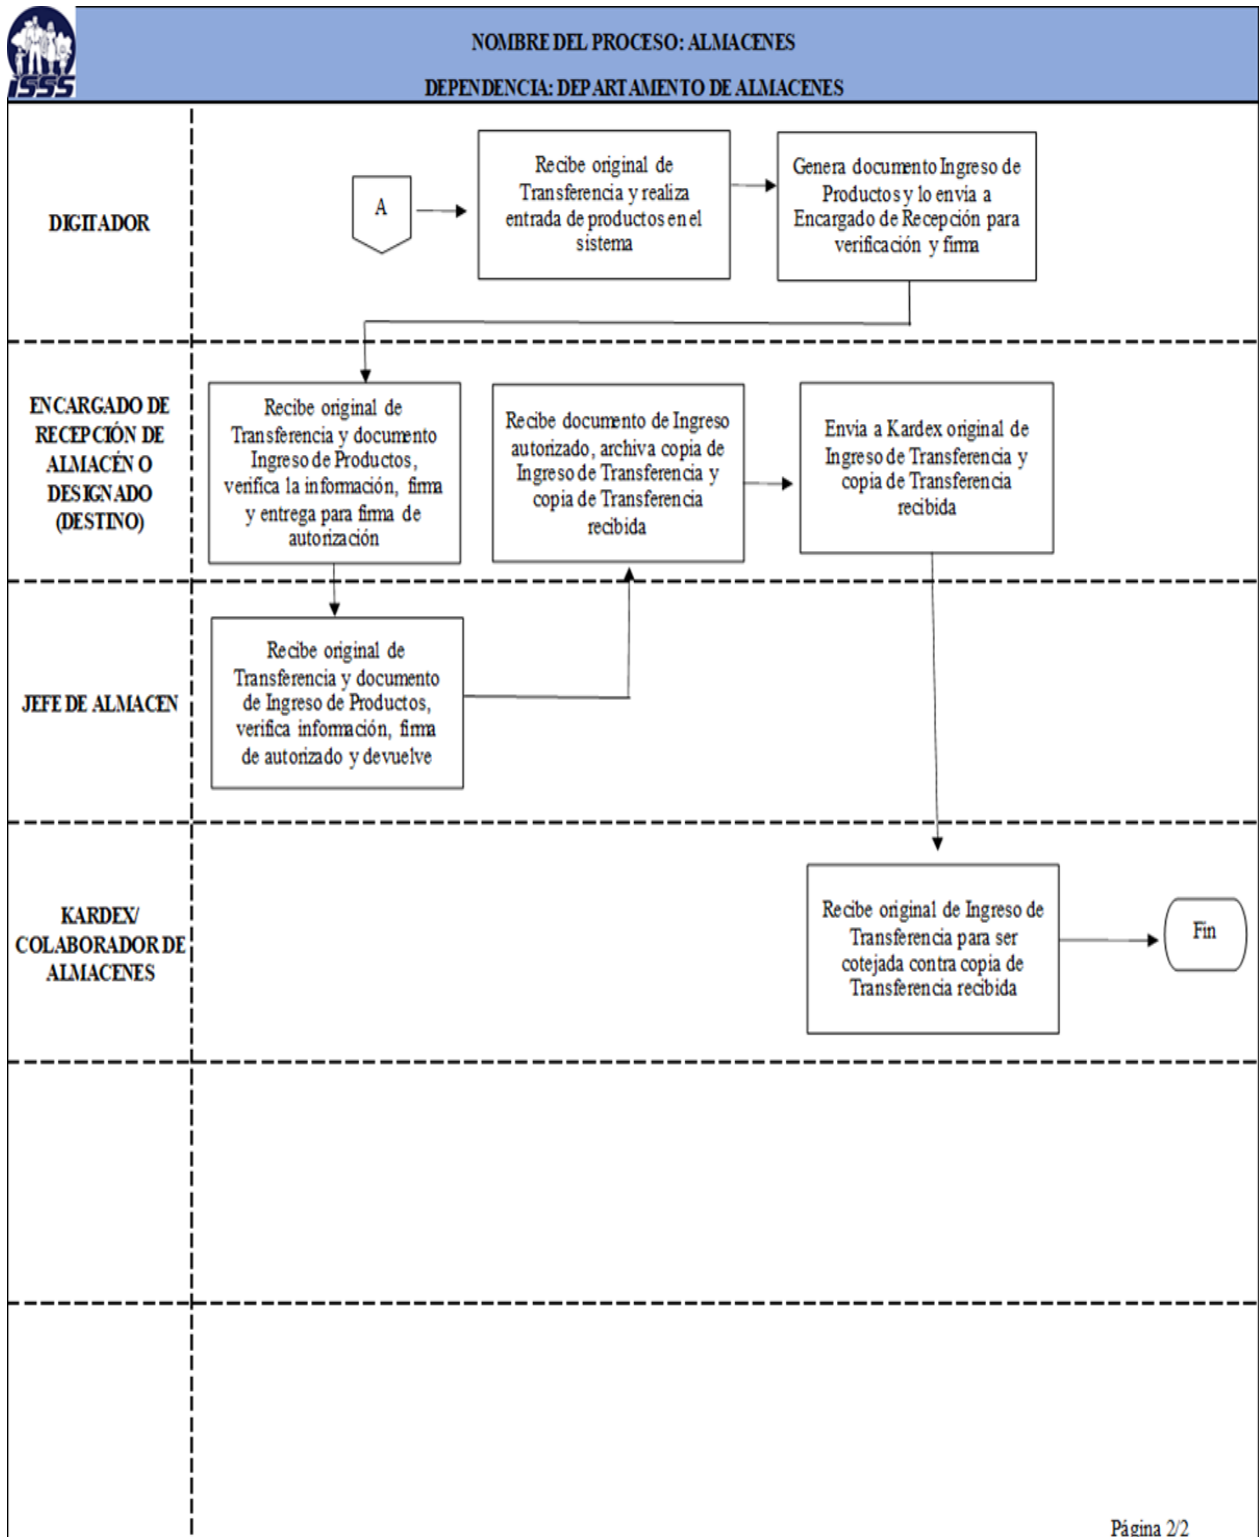 ISSS
NOMBRE DEL PROCESO: ALMACENES
DEPENDENCIA: DEPARTAMENTO DE ALMACENES
DIGITADOR
A
Recibe original de
Transferencia y realiza
entrada de productos en el
sistema
Genera documento Ingreso de
Productos y lo envia a
Encargado de Recepción para
verificación y firma
ENCARGADO DE
RECEPCIÓN DE
ALMACÉN O
DESIGNADO
(DESTINO)
Recibe original de
Transferencia y documento
Ingreso de Productos,
verifica la información, firma
y entrega para firma de
autorización
Recibe documento de Ingreso
autorizado, archiva copia de
Ingreso de Transferencia y
copia de Transferencia
recibida
Envia a Kardex original de
Ingreso de Transferencia y
copia de Transferencia
recibida
JEFE DE ALMACEN
Recibe original de
Transferencia y documento
de Ingreso de Productos,
verifica información, firma
de autorizado y devuelve
KARDEX/
COLABORADOR DE
ALMACENES
Recibe original de Ingreso de
Transferencia para ser
cotejada contra copia de
Transferencia recibida
Fin
Página 2/2